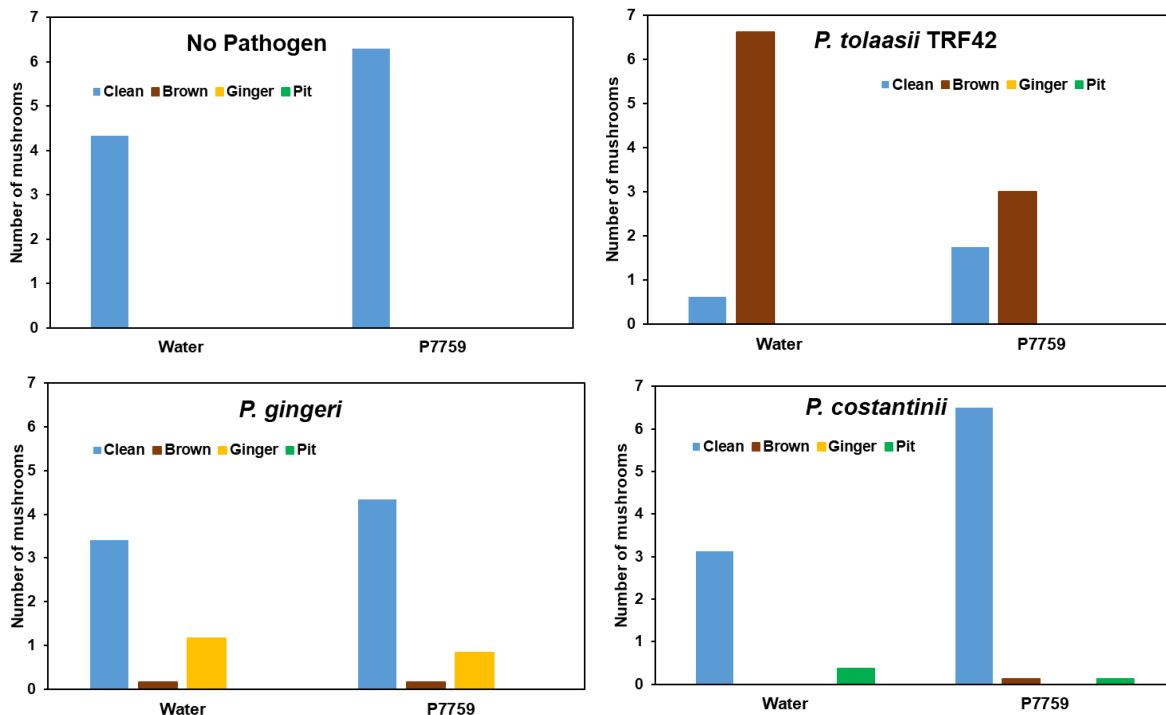 No Pathogen
Clean Brown Ginger Pit
Number of mushrooms
7
6
5
4
3
2
1
0
Water P7759
P. tolaasii TRF42
Clean Brown Ginger Pit
Number of mushrooms
7
6
5
4
3
2
1
0
Water P7759
P. gingeri
Clean Brown Ginger Pit
Number of mushrooms
7
6
5
4
3
2
1
0
Water P7759
P. costantinii
Clean Brown Ginger Pit
Number of mushrooms
7
6
5
4
3
2
1
0
Water P7759